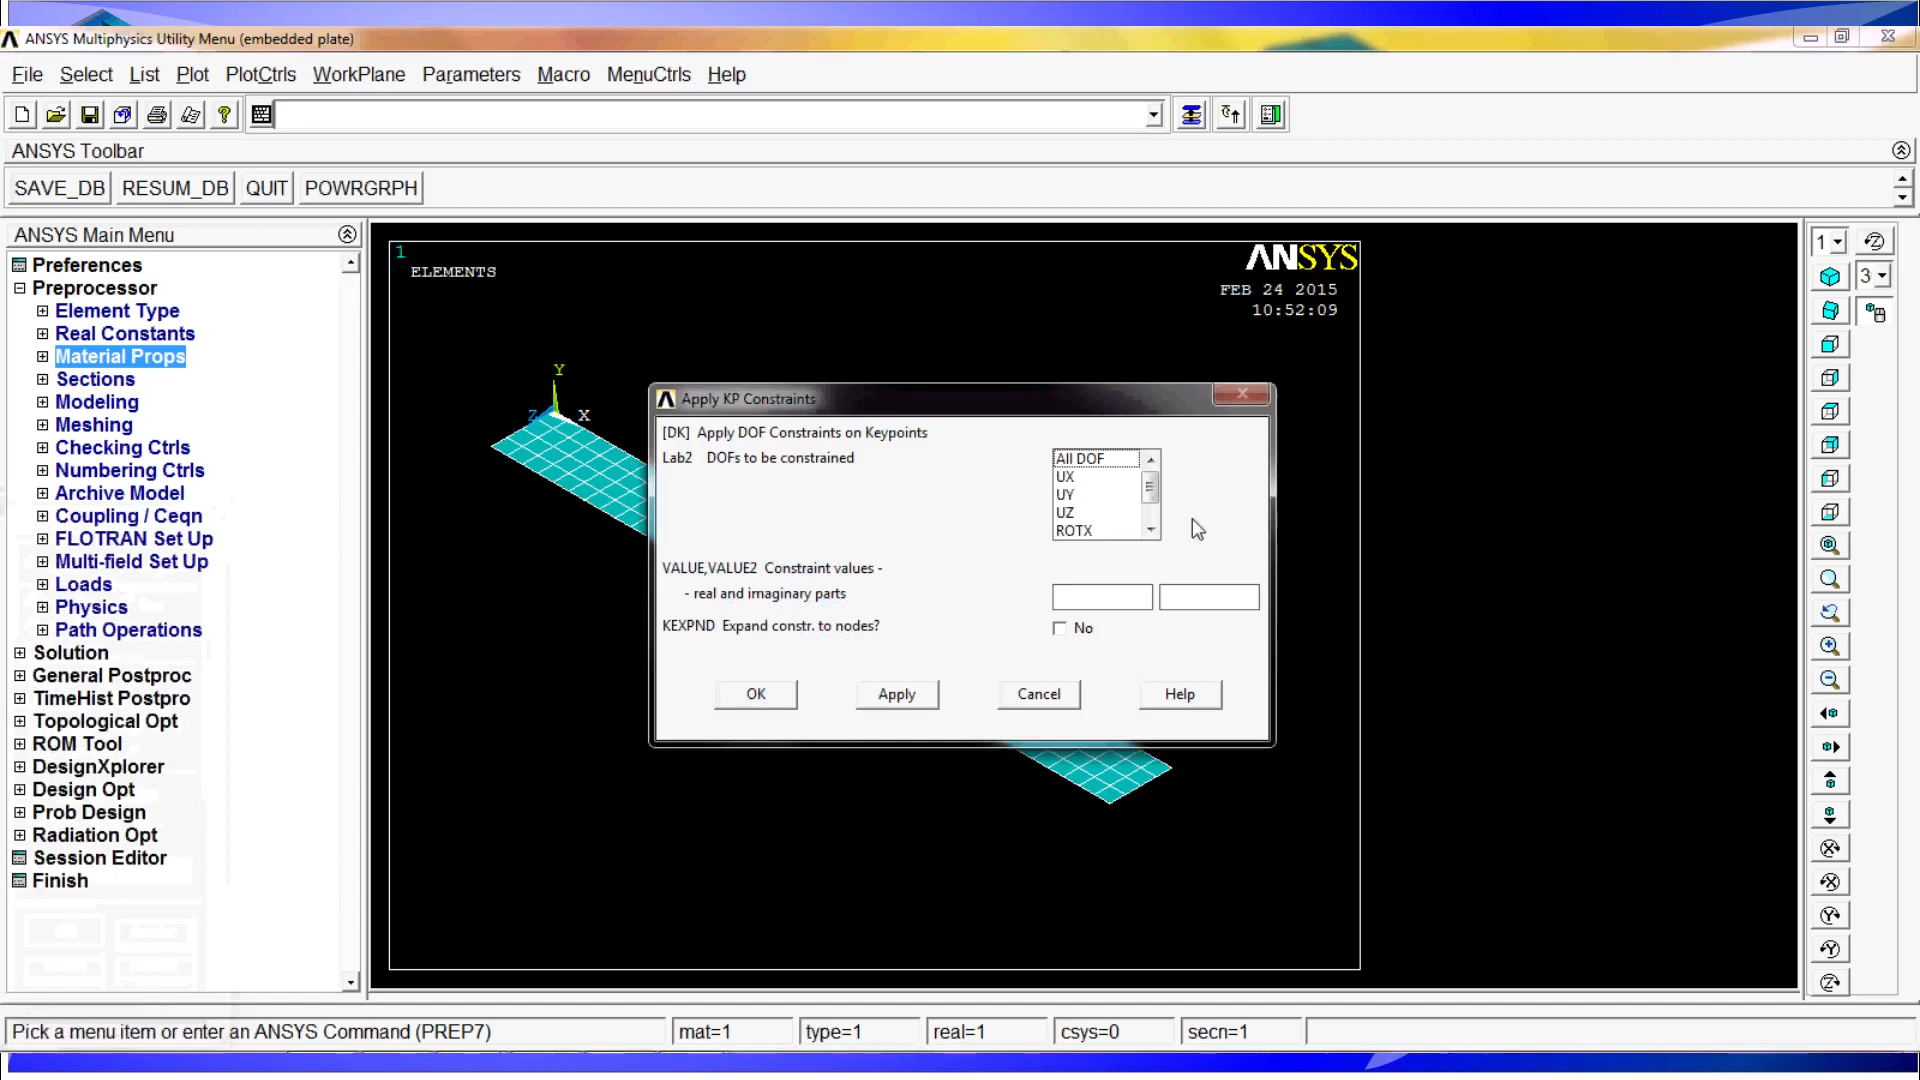 ANSYS Multiphysics Utility Menu (embedded plate)
File Select List Plot PlotCtrls WorkPlane Parameters Macro MenuCtrls Help
ANSYS Toolbar
SAVE_DB RESUM_DB QUIT POWRGRPH
ANSYS Main Menu
Preferences
Preprocessor
Element Type
Real Constants
Material Props
Sections
Modeling
Meshing
Checking Ctrls
Numbering Ctrls
Archive Model
Coupling / Ceqn
FLOTRAN Set Up
Multi-field Set Up
Loads
Physics
Path Operations
Solution
General Postproc
TimeHist Postpro
Topological Opt
ROM Tool
DesignXplorer
Design Opt
Prob Design
Radiation Opt
Session Editor
Finish
1
ELEMENTS
ANSYS
FEB 24 2015
10:52:09
Y
Z X
Apply KP Constraints
[DK] Apply DOF Constraints on Keypoints
Lab2 DOFs to be constrained
All DOF
UX
UY
UZ
ROTX
VALUE,VALUE2 Constraint values -
- real and imaginary parts
KEXPND Expand constr. to nodes?
No
OK Apply Cancel Help
1
3
Pick a menu item or enter an ANSYS Command (PREP7)
mat=1 type=1 real=1 csys=0 secn=1